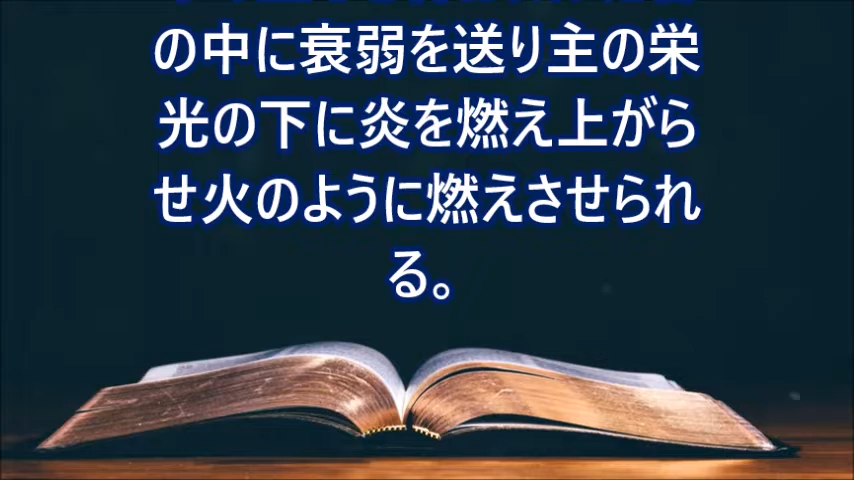 の中に衰弱を送り主の栄
光の下に炎を燃え上がら
せ火のように燃えさせられ
る。